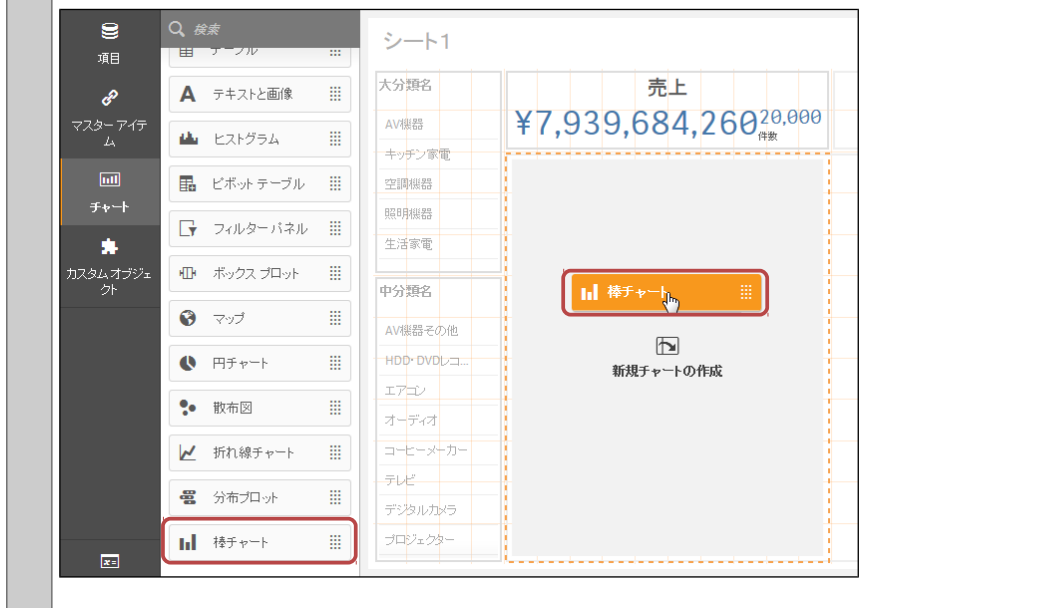 項目
マスター アイテ
ム
チャート
カスタム オブジェ
クト
検索
テーブル
テキストと画像
ヒストグラム
ピボット テーブル
フィルター パネル
ボックス プロット
マップ
円チャート
散布図
折れ線チャート
分布プロット
棒チャート
シート1
大分類名
AV機器
キッチン家電
空調機器
照明機器
生活家電
中分類名
AV機器その他
HDD・DVDレコ...
エアコン
オーディオ
コーヒーメーカー
テレビ
デジタルカメラ
プロジェクター
売上
¥7,939,684,260
20,000
件数
棒チャート
新規チャートの作成